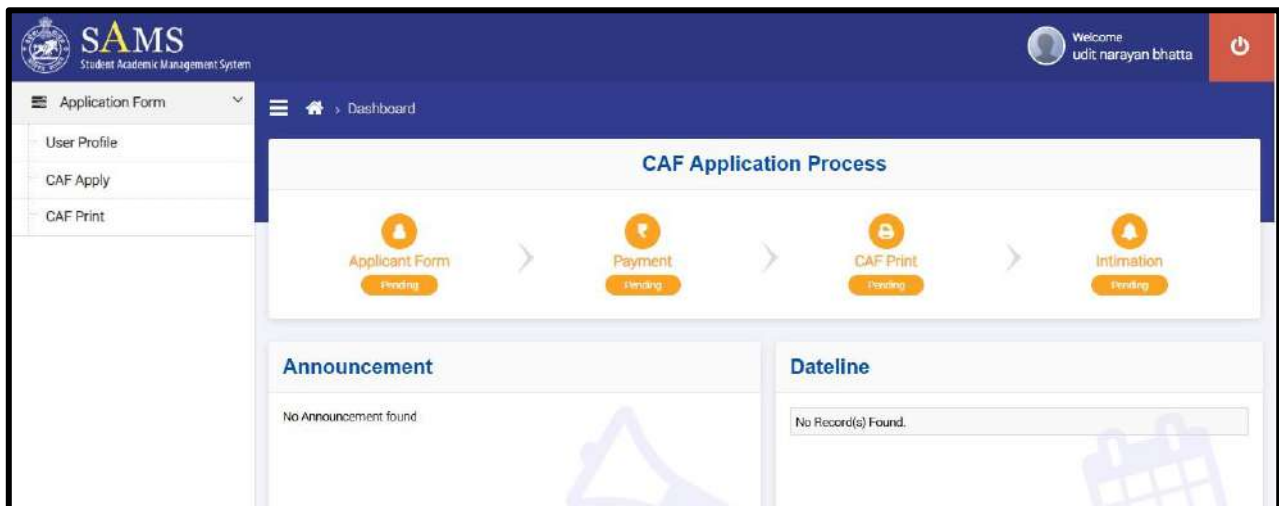 SAMS
Student Academic Management System
Welcome
udit narayan bhatta
Application Form
User Profile
CAF Apply
CAF Print
> Dashboard
CAF Application Process
Applicant Form
Pending
Payment
Pending
CAF Print
Pending
Intimation
Pending
Announcement
No Announcement found
Dateline
No Record(s) Found.